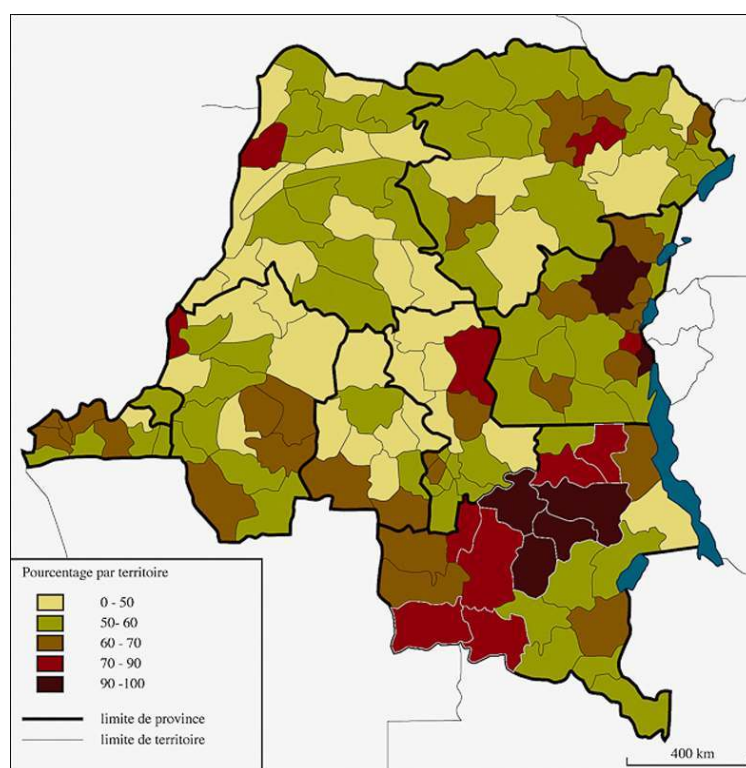 Pourcentage par territoire
0 - 50
50- 60
60 - 70
70 - 90
90 -100
limite de province
limite de territoire
400 km